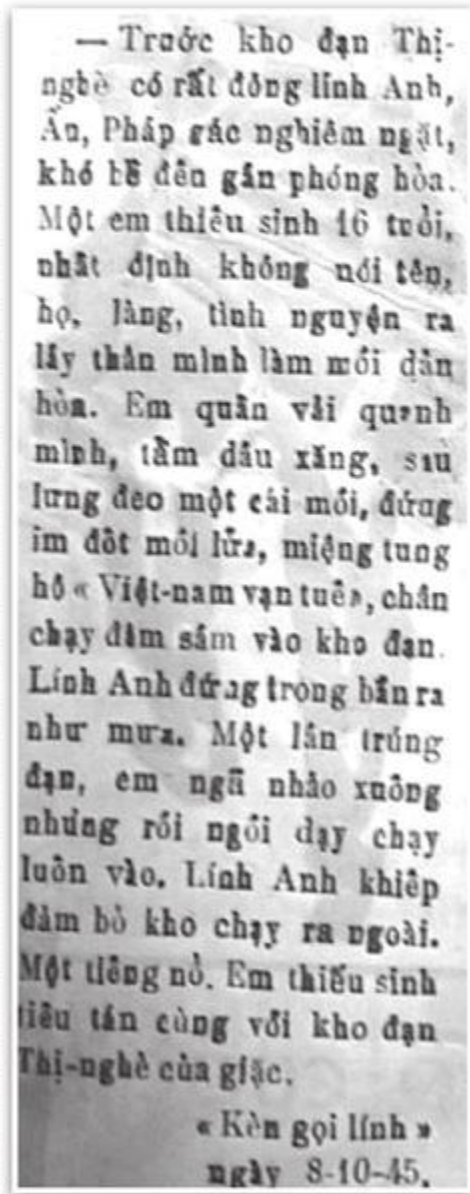 — Trước kho đạn Thị-
nghè có rất đông lính Anh,
Ấn, Pháp gác nghiêm ngặt,
khó bề đến gần phóng hỏa.
Một em thiếu sinh 16 tuổi,
nhất định không nói tên,
họ, làng, tình nguyện ra
lấy thân mình làm mồi dẫn
hỏa. Em quấn vải quanh
mình, tẩm dầu xăng, sau
lưng đeo một cái mồi, đứng
im đốt mồi lửa, miệng tung
hô « Việt-nam vạn tuế», chân
chạy đâm sầm vào kho đạn.
Lính Anh đứng trong bắn ra
như mưa. Một lần trúng
đạn, em ngã nhào xuống
nhưng rồi ngồi dạy chạy
luôn vào. Lính Anh khiếp
đảm bỏ kho chạy ra ngoài.
Một tiếng nổ. Em thiếu sinh
tiêu tán cùng với kho đạn
Thị-nghè của giặc.
« Kèn gọi lính »
ngày 8-10-45.